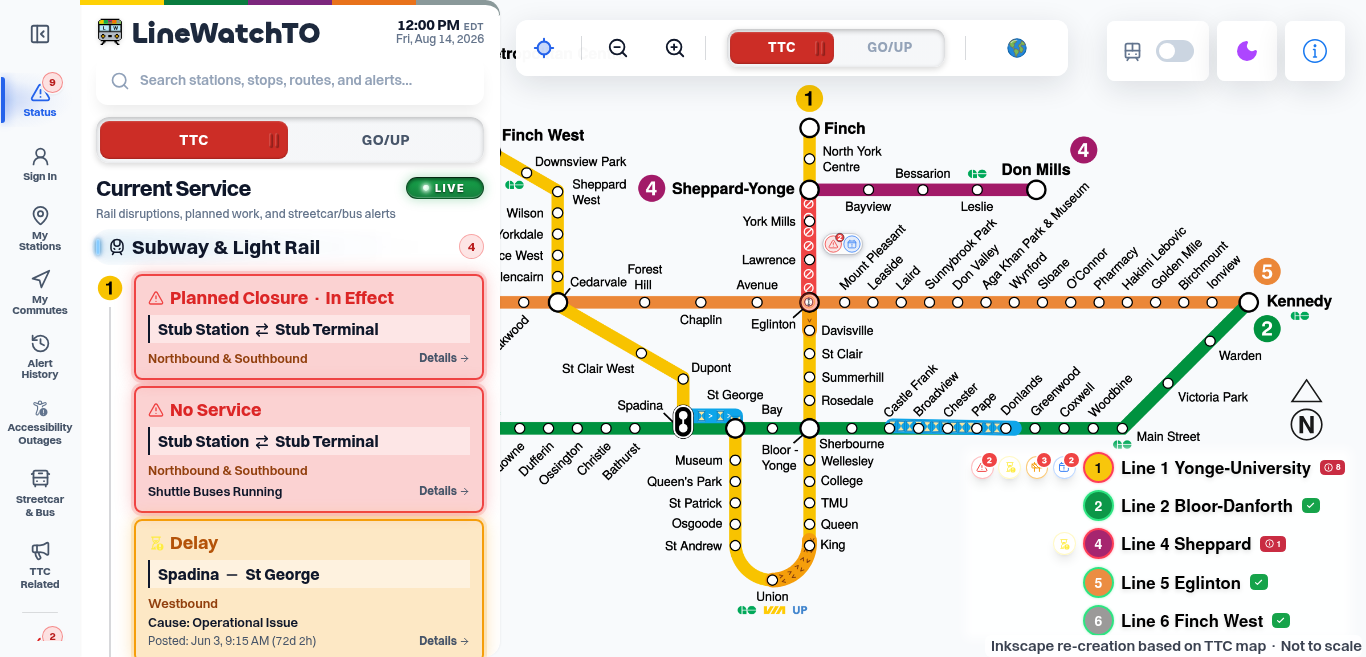 LineWatchTO
12:00 PM EDT
Fri, Aug 14, 2026
Search stations, stops, routes, and alerts...
TTC
GO/UP
Current Service
LIVE
Rail disruptions, planned work, and streetcar/bus alerts
Subway & Light Rail
4
1
Planned Closure · In Effect
Stub Station ⇄ Stub Terminal
Northbound & Southbound
Details →
No Service
Stub Station ⇄ Stub Terminal
Northbound & Southbound
Shuttle Buses Running
Details →
Delay
Spadina — St George
Westbound
Cause: Operational Issue
Posted: Jun 3, 9:15 AM (72d 2h)
Details →
9
Status
Sign In
My
Stations
My
Commutes
Alert
History
Accessibility
Outages
Streetcar
& Bus
TTC
Related
2
TTC
GO/UP
1
Finch
North York
Centre
4
Sheppard-Yonge
Bayview
Bessarion
Leslie
Don Mills
4
York Mills
Lawrence
2
Eglinton
Finch West
Downsview Park
Sheppard
West
Wilson
Cedarvale
Forest
Hill
Chaplin
Avenue
Mount Pleasant
Leaside
Laird
Sunnybrook Park
Don Valley
Aga Khan Park & Museum
Wynford
Sloane
O'Connor
Pharmacy
Hakimi Lebovic
Golden Mile
Birchmount
Ionview
5
Kennedy
2
Davisville
St Clair
Summerhill
Rosedale
St Clair West
Dupont
Spadina
St George
Bay
Bloor -
Yonge
Sherbourne
Castle Frank
Broadview
Chester
Pape
Donlands
Greenwood
Coxwell
Woodbine
Main Street
Victoria Park
Warden
Dufferin
Ossington
Christie
Bathurst
Museum
Queen's Park
St Patrick
Osgoode
St Andrew
Union
VIA
UP
Wellesley
College
TMU
Queen
King
N
2
3
2
1
Line 1 Yonge-University
8
2
Line 2 Bloor-Danforth
4
Line 4 Sheppard
1
5
Line 5 Eglinton
6
Line 6 Finch West
Inkscape re-creation based on TTC map · Not to scale